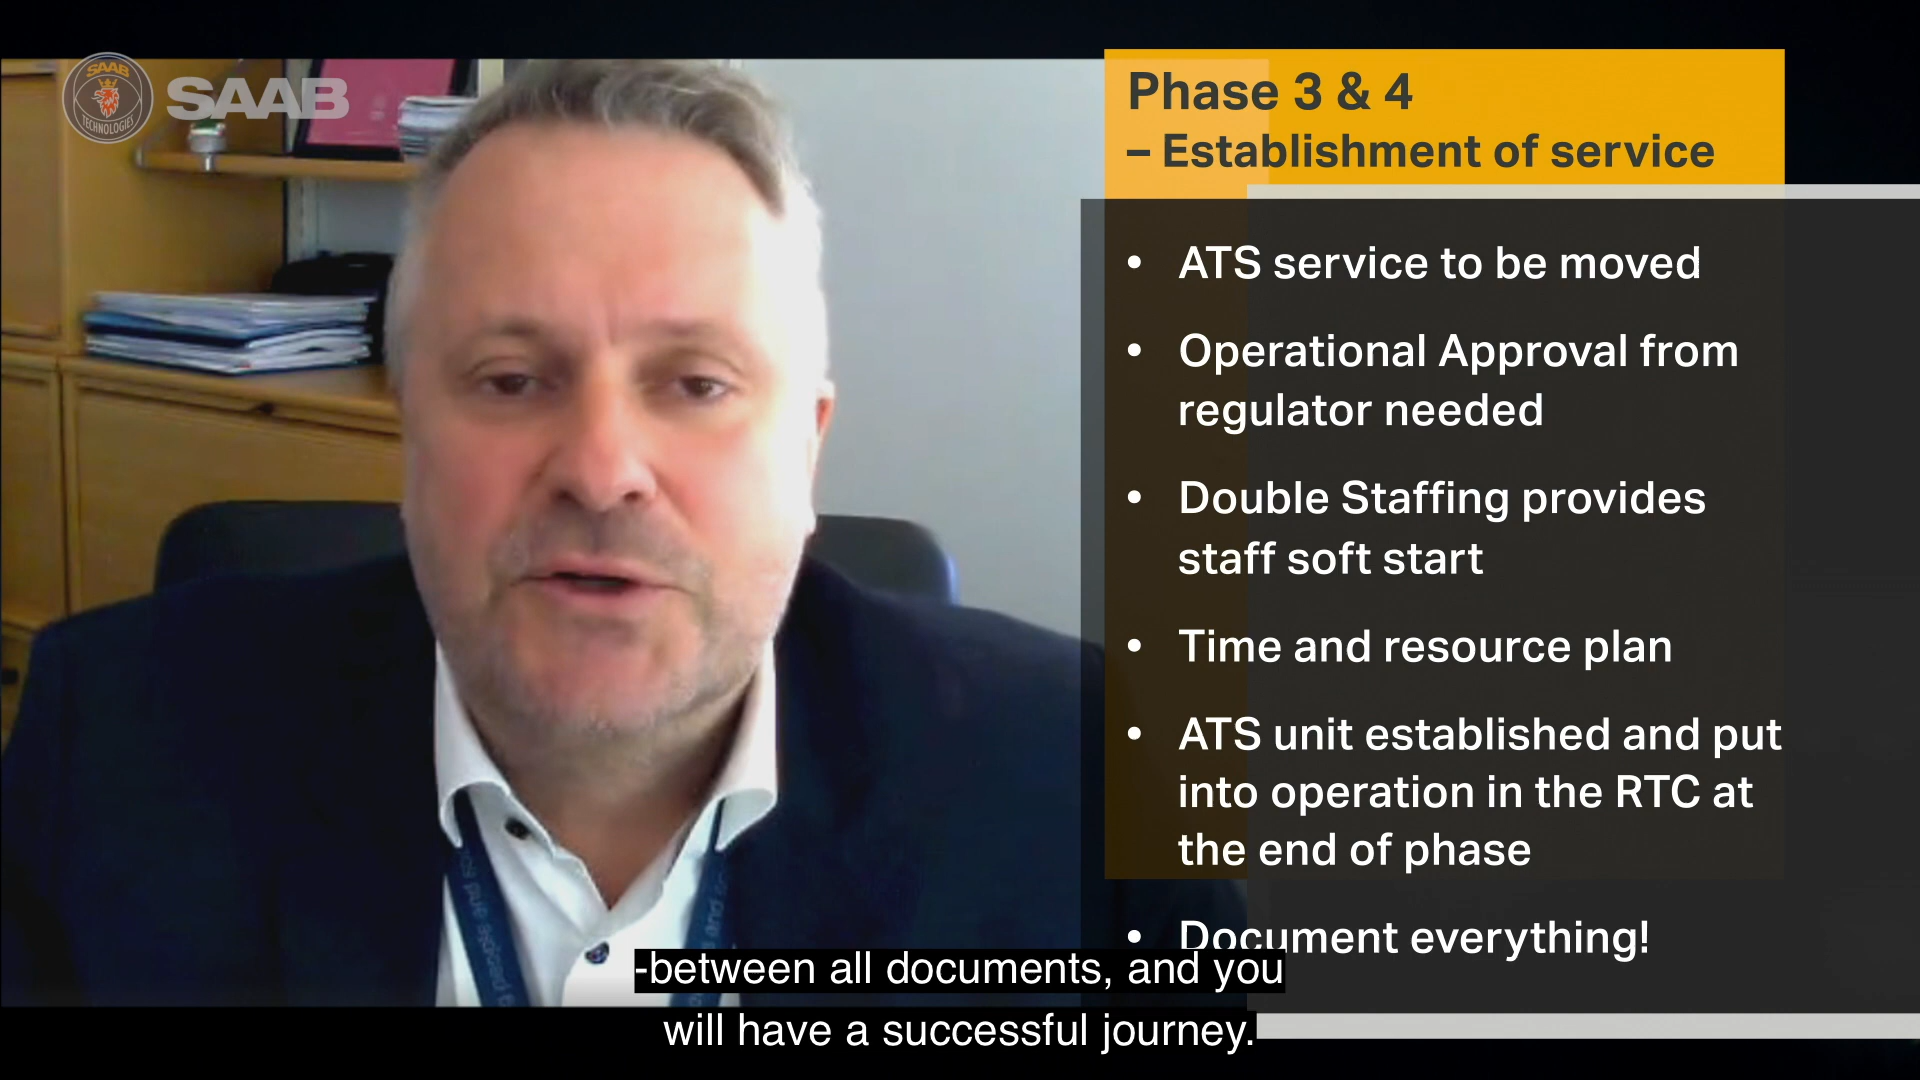 SAAB
TECHNOLOGIES
SAAB
Phase 3 & 4
– Establishment of service
• ATS service to be moved
• Operational Approval from
regulator needed
• Double Staffing provides
staff soft start
• Time and resource plan
• ATS unit established and put
into operation in the RTC at
the end of phase
• Document everything!
-between all documents, and you
will have a successful journey.